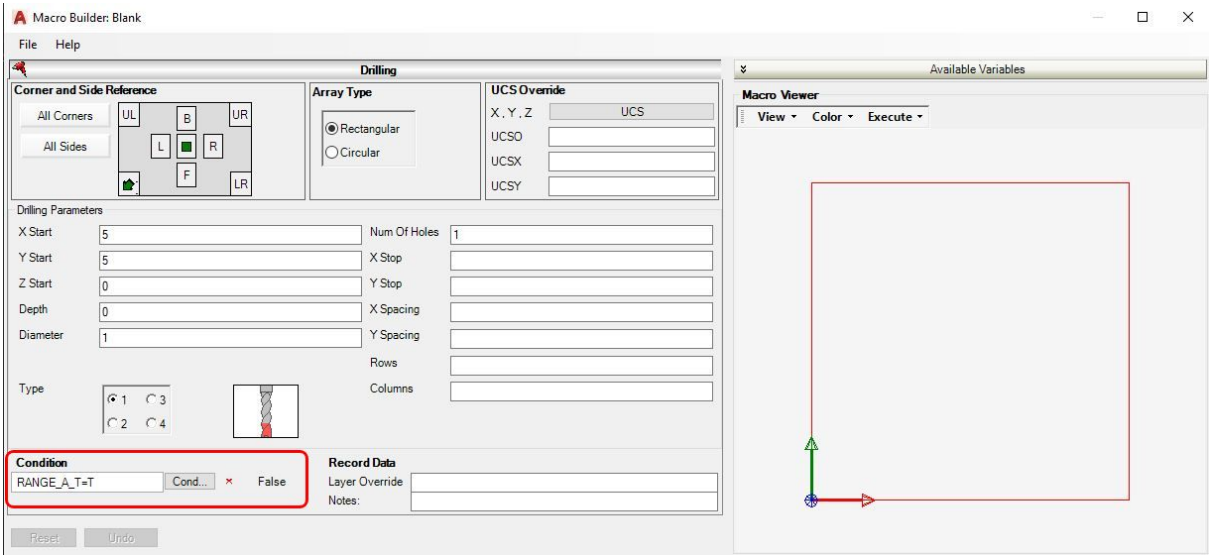 A Macro Builder: Blank
File Help
Drilling
Available Variables
Corner and Side Reference
Array Type
UCS Override
Macro Viewer
All Corners
UL
B
UR
Rectangular
X , Y , Z
UCS
View Color Execute
All Sides
L
R
Circular
UCSO
UCSX
F
LR
UCSY
Drilling Parameters
X Start 5 Num Of Holes 1
Y Start 5 X Stop
Z Start 0 Y Stop
Depth 0 X Spacing
Diameter 1 Y Spacing
Rows
Type
1 3
Columns
2 4
Condition
Record Data
RANGE_A_T=T Cond... × False Layer Override
Notes:
Reset Undo